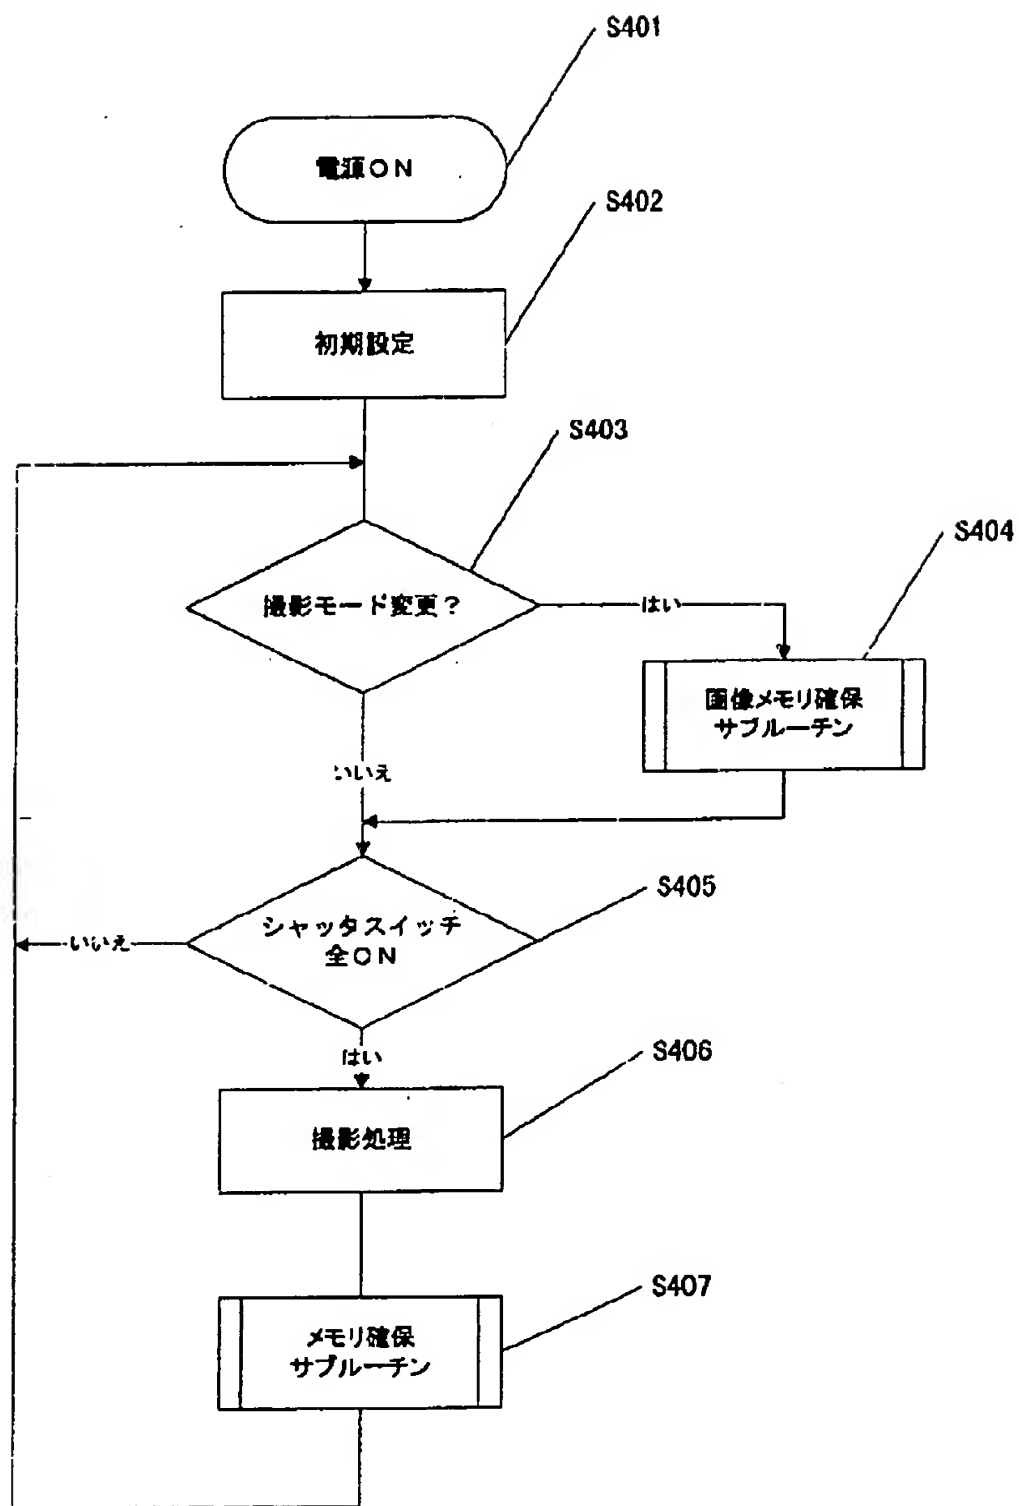 S401
電源ON
S402
初期設定
S403
撮影モード変更?
はい
S404
画像メモリ確保
サブルーチン
いいえ
S405
シャッタスイッチ
全ON
いいえ
はい
S406
撮影処理
S407
メモリ確保
サブルーチン